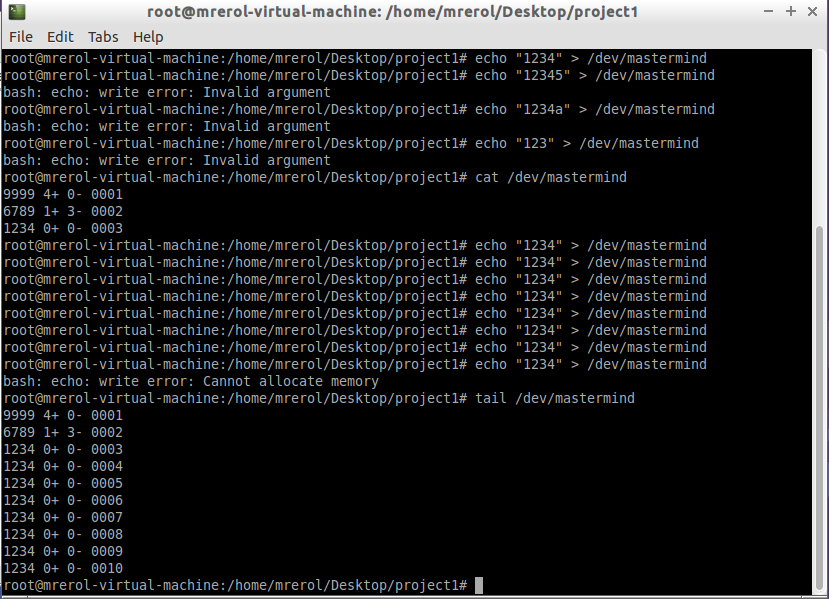 root@mrerol-virtual-machine: /home/mrerol/Desktop/project1
File Edit Tabs Help
root@mrerol-virtual-machine:/home/mrerol/Desktop/project1# echo "1234" > /dev/mastermind
root@mrerol-virtual-machine:/home/mrerol/Desktop/project1# echo "12345" > /dev/mastermind
bash: echo: write error: Invalid argument
root@mrerol-virtual-machine:/home/mrerol/Desktop/project1# echo "1234a" > /dev/mastermind
bash: echo: write error: Invalid argument
root@mrerol-virtual-machine:/home/mrerol/Desktop/project1# echo "123" > /dev/mastermind
bash: echo: write error: Invalid argument
root@mrerol-virtual-machine:/home/mrerol/Desktop/project1# cat /dev/mastermind
9999 4+ 0- 0001
6789 1+ 3- 0002
1234 0+ 0- 0003
root@mrerol-virtual-machine:/home/mrerol/Desktop/project1# echo "1234" > /dev/mastermind
root@mrerol-virtual-machine:/home/mrerol/Desktop/project1# echo "1234" > /dev/mastermind
root@mrerol-virtual-machine:/home/mrerol/Desktop/project1# echo "1234" > /dev/mastermind
root@mrerol-virtual-machine:/home/mrerol/Desktop/project1# echo "1234" > /dev/mastermind
root@mrerol-virtual-machine:/home/mrerol/Desktop/project1# echo "1234" > /dev/mastermind
root@mrerol-virtual-machine:/home/mrerol/Desktop/project1# echo "1234" > /dev/mastermind
root@mrerol-virtual-machine:/home/mrerol/Desktop/project1# echo "1234" > /dev/mastermind
root@mrerol-virtual-machine:/home/mrerol/Desktop/project1# echo "1234" > /dev/mastermind
bash: echo: write error: Cannot allocate memory
root@mrerol-virtual-machine:/home/mrerol/Desktop/project1# tail /dev/mastermind
9999 4+ 0- 0001
6789 1+ 3- 0002
1234 0+ 0- 0003
1234 0+ 0- 0004
1234 0+ 0- 0005
1234 0+ 0- 0006
1234 0+ 0- 0007
1234 0+ 0- 0008
1234 0+ 0- 0009
1234 0+ 0- 0010
root@mrerol-virtual-machine:/home/mrerol/Desktop/project1#